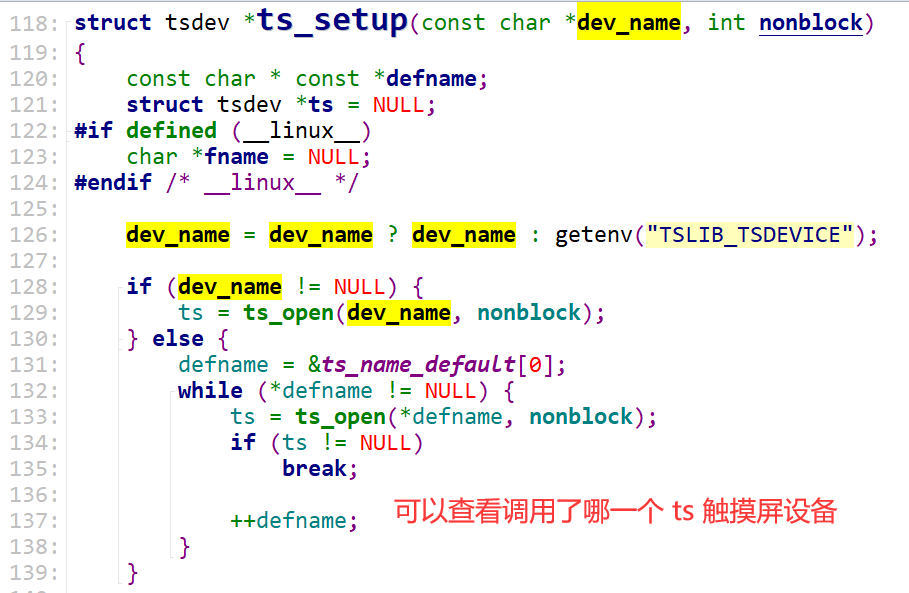 118: struct tsdev *ts_setup(const char *dev_name, int nonblock)
119: {
120: const char * const *defname;
121: struct tsdev *ts = NULL;
122: #if defined (__linux__)
123: char *fname = NULL;
124: #endif /* __linux__ */
125:
126: dev_name = dev_name ? dev_name : getenv("TSLIB_TSDEVICE");
127:
128: if (dev_name != NULL) {
129: ts = ts_open(dev_name, nonblock);
130: } else {
131: defname = &ts_name_default[0];
132: while (*defname != NULL) {
133: ts = ts_open(*defname, nonblock);
134: if (ts != NULL)
135: break;
136:
137: ++defname;
可以查看调用了哪一个 ts 触摸屏设备
138: }
139: }